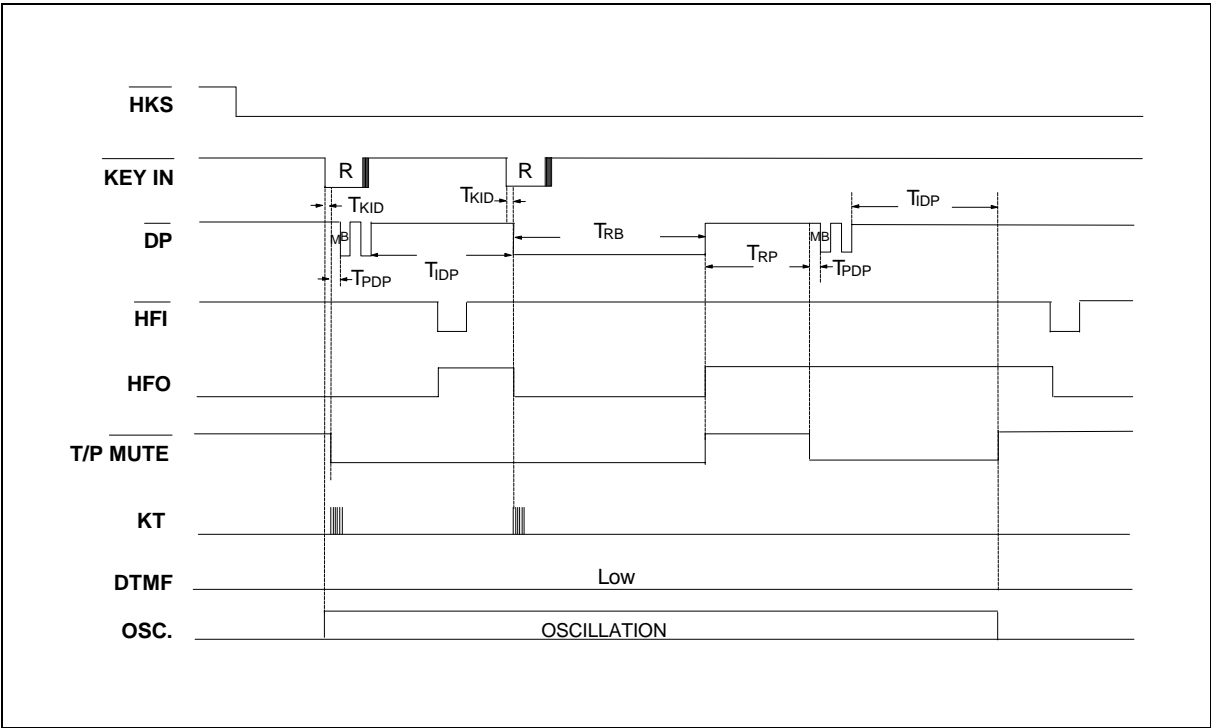 HKS
KEY IN
R
R
TKID
TKID
TIDP
DP
MB
TRB
MB
TPDP
TIDP
TRP
TPDP
HFI
HFO
T/P MUTE
KT
DTMF
Low
OSC.
OSCILLATION